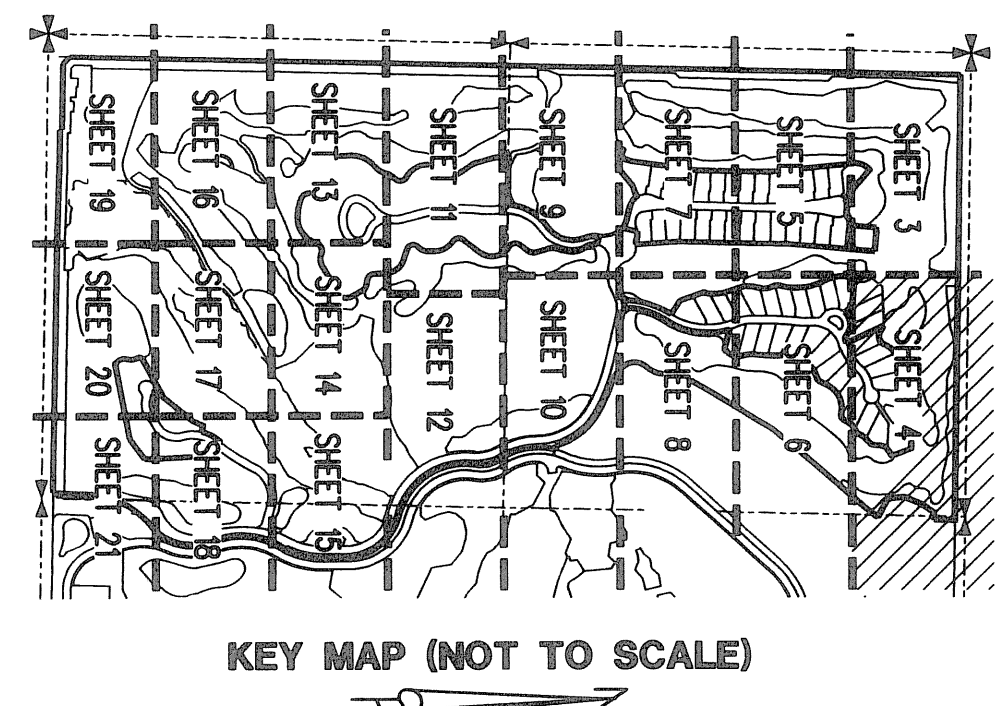 SHEET 19
SHEET 16
SHEET 13
SHEET 11
SHEET 9
SHEET 7
SHEET 5
SHEET 3
SHEET 20
SHEET 17
SHEET 14
SHEET 12
SHEET 10
SHEET 8
SHEET 6
SHEET 4
SHEET 21
SHEET 18
SHEET 15
KEY MAP (NOT TO SCALE)